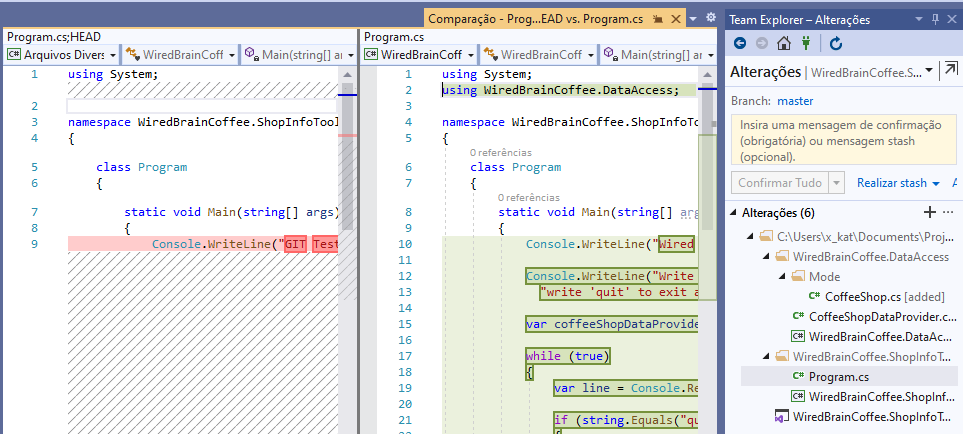 Comparação - Prog...EAD vs. Program.cs
Program.cs;HEAD
C# Arquivos Divers
WiredBrainCoff
Main(string[] arg
1 using System;
2
3 namespace WiredBrainCoffee.ShopInfoTool
4 {
5 class Program
6 {
7 static void Main(string[] args)
8 {
9 Console.WriteLine("GIT Test
Program.cs
C# WiredBrainCoff
WiredBrainCoff
Main(string[] arg
1 using System;
2 using WiredBrainCoffee.DataAccess;
3
4 namespace WiredBrainCoffee.ShopInfoTo
5 {
0 referências
6 class Program
7 {
0 referências
8 static void Main(string[] arg
9 {
10 Console.WriteLine("Wired
11
12 Console.WriteLine("Write
13 "write 'quit' to exit a
14
15 var coffeeShopDataProvide
16
17 while (true)
18 {
19 var line = Console.Re
20
21 if (string.Equals("qu
22 {
Team Explorer – Alterações
Alterações | WiredBrainCoffee.S...
Branch: master
Insira uma mensagem de confirmação
(obrigatória) ou mensagem stash
(opcional).
Confirmar Tudo
Realizar stash
A
Alterações (6)
C:\Users\x_kat\Documents\Proj...
WiredBrainCoffee.DataAccess
Mode
C# CoffeeShop.cs [added]
C# CoffeeShopDataProvider.c...
C# WiredBrainCoffee.DataAc...
WiredBrainCoffee.ShopInfoT...
C# Program.cs
C# WiredBrainCoffee.ShopInf...
WiredBrainCoffee.ShopInfoT...